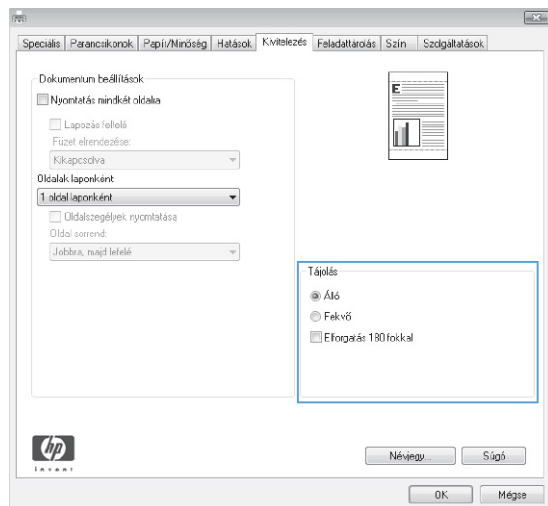 Speciális Parancsikonok Papír/Minőség Hatások Kivitelezés Feladattárolás Szín Szolgáltatások
Dokumentum beállítások
Nyomtatás mindkét oldalra
Lapozás felfelé
Füzet elrendezése:
Kikapcsolva
Oldalak laponként
1 oldal laponként
Oldalszegélyek nyomtatása
Oldal sorrend:
Jobbra, majd lefelé
E
Tájolás
Álló
Fekvő
Elforgatás 180 fokkal
hp
invent
Névjegy... Súgó
OK Mégse